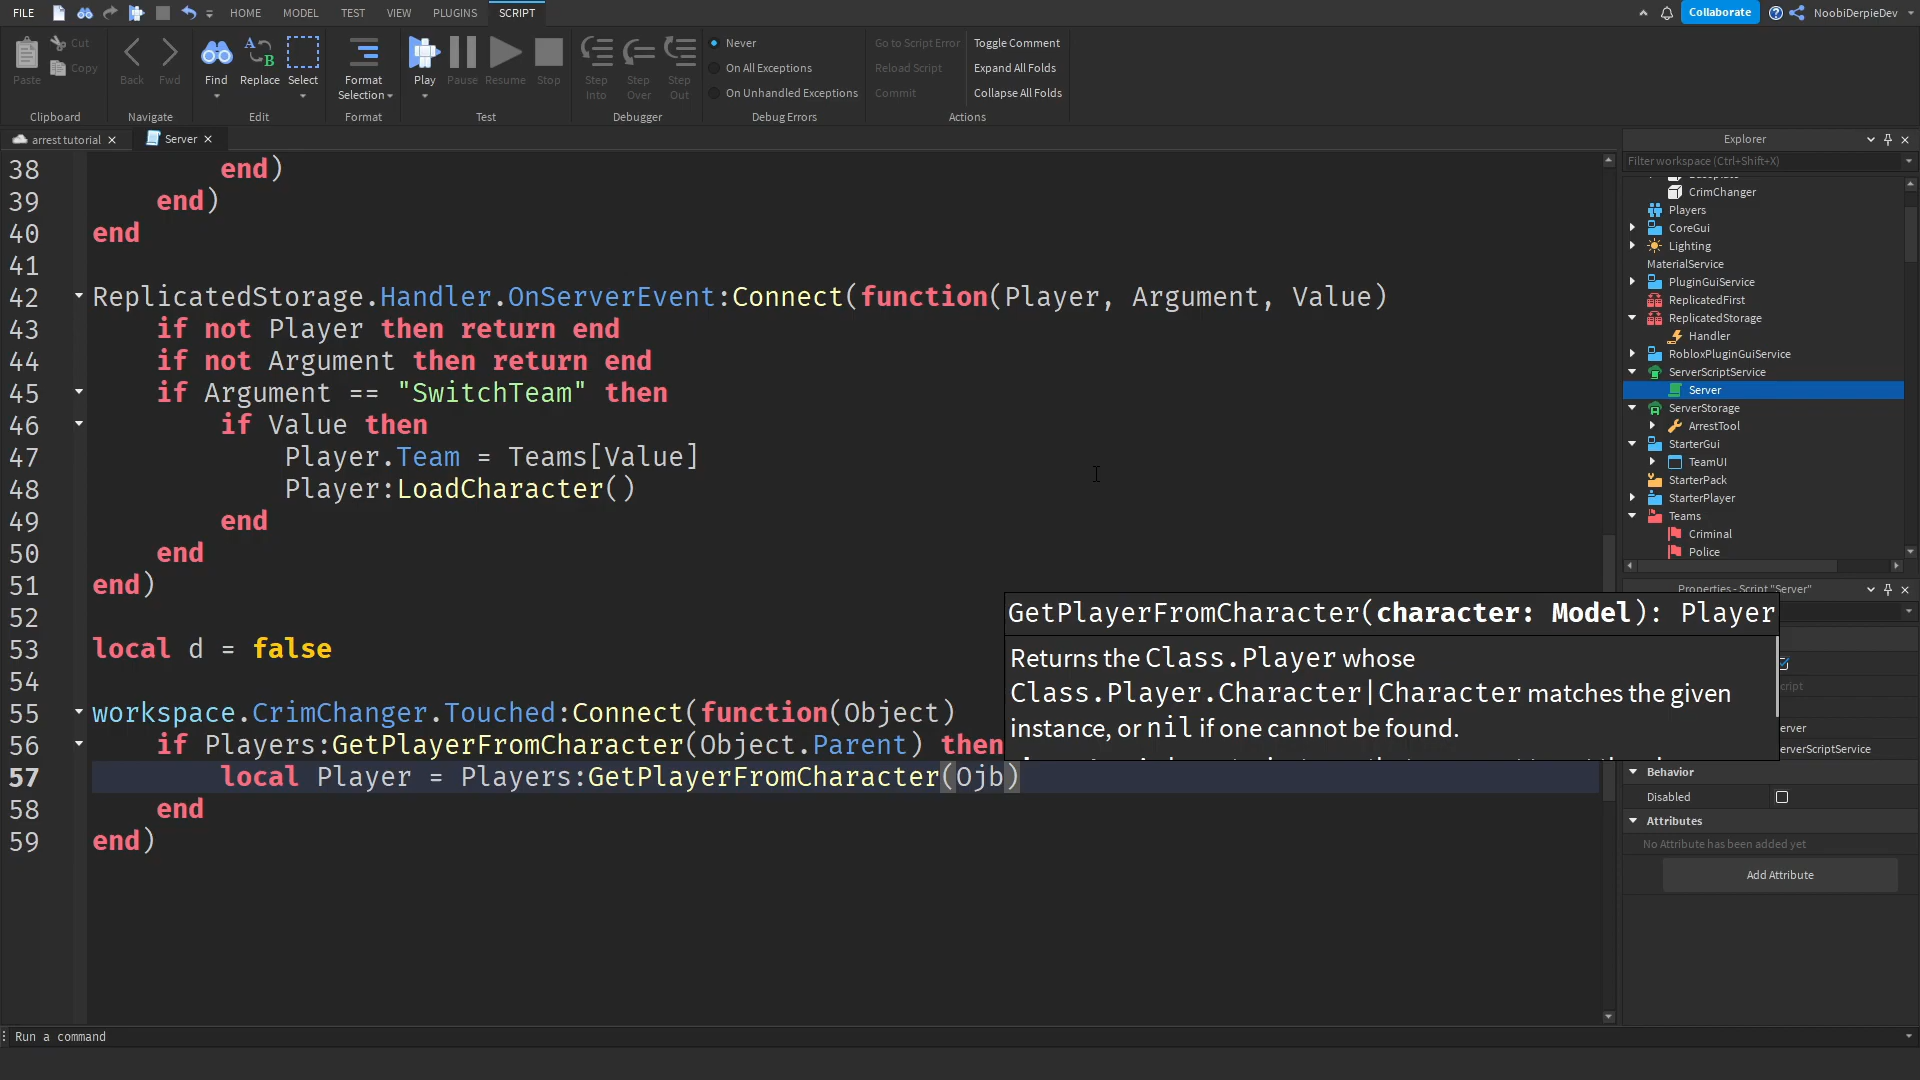 FILE HOME MODEL TEST VIEW PLUGINS SCRIPT Collaborate NoobiDerpieDev
Paste Cut Copy Back Fwd Find Replace Select Format Selection Play Pause Resume Stop Step Into Step Over Step Out
Never
On All Exceptions
On Unhandled Exceptions
Go to Script Error
Reload Script
Commit
Toggle Comment
Expand All Folds
Collapse All Folds
Clipboard Navigate Edit Format Test Debugger Debug Errors Actions
arrest tutorial Server
38 end)
39 end)
40 end
41
42 ReplicatedStorage.Handler.OnServerEvent:Connect(function(Player, Argument, Value)
43 if not Player then return end
44 if not Argument then return end
45 if Argument == "SwitchTeam" then
46 if Value then
47 Player.Team = Teams[Value]
48 Player:LoadCharacter()
49 end
50 end
51 end)
52
53 local d = false
54
55 workspace.CrimChanger.Touched:Connect(function(Object)
56 if Players:GetPlayerFromCharacter(Object.Parent) then
57 local Player = Players:GetPlayerFromCharacter(Ojb)
58 end
59 end)
GetPlayerFromCharacter(character: Model): Player
Returns the Class.Player whose
Class.Player.Character|Character matches the given
instance, or nil if one cannot be found.
Explorer
Filter workspace (Ctrl+Shift+X)
CrimChanger
Players
CoreGui
Lighting
MaterialService
PluginGuiService
ReplicatedFirst
ReplicatedStorage
Handler
RobloxPluginGuiService
ServerScriptService
Server
ServerStorage
ArrestTool
StarterGui
TeamUI
StarterPack
StarterPlayer
Teams
Criminal
Police
Properties - Script "Server"
cript
erver
erverScriptService
Behavior
Disabled
Attributes
No Attribute has been added yet
Add Attribute
Run a command